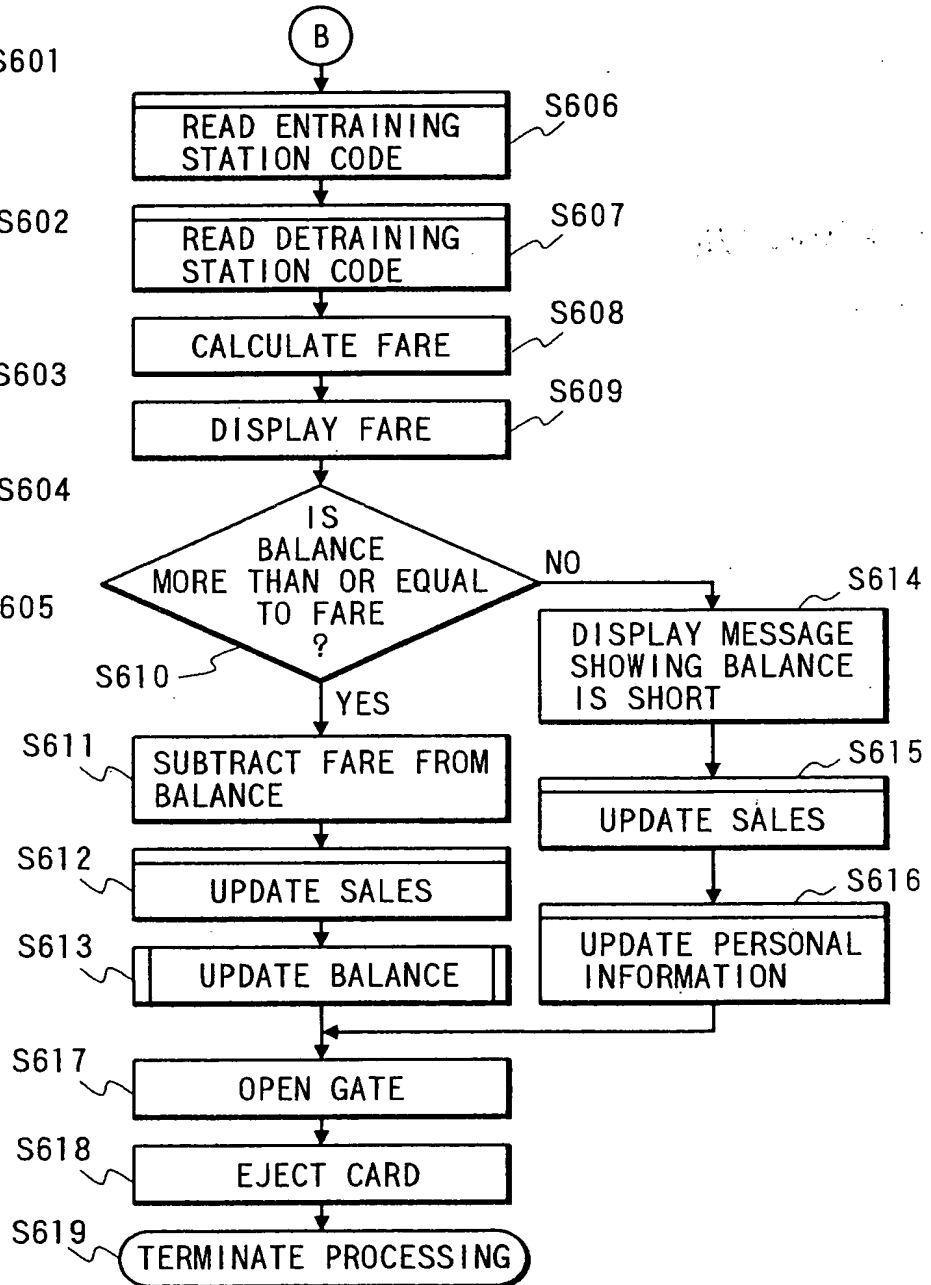 B
S601
READ ENTRAINING
STATION CODE
S606
S602
READ DETRAINING
STATION CODE
S607
CALCULATE FARE
S608
S603
DISPLAY FARE
S609
S604
IS
BALANCE
MORE THAN OR EQUAL
TO FARE
?
NO
605
S610
YES
S614
DISPLAY MESSAGE
SHOWING BALANCE
IS SHORT
S611
SUBTRACT FARE FROM
BALANCE
S615
UPDATE SALES
S612
UPDATE SALES
S616
UPDATE PERSONAL
INFORMATION
S613
UPDATE BALANCE
S617
OPEN GATE
S618
EJECT CARD
S619
TERMINATE PROCESSING